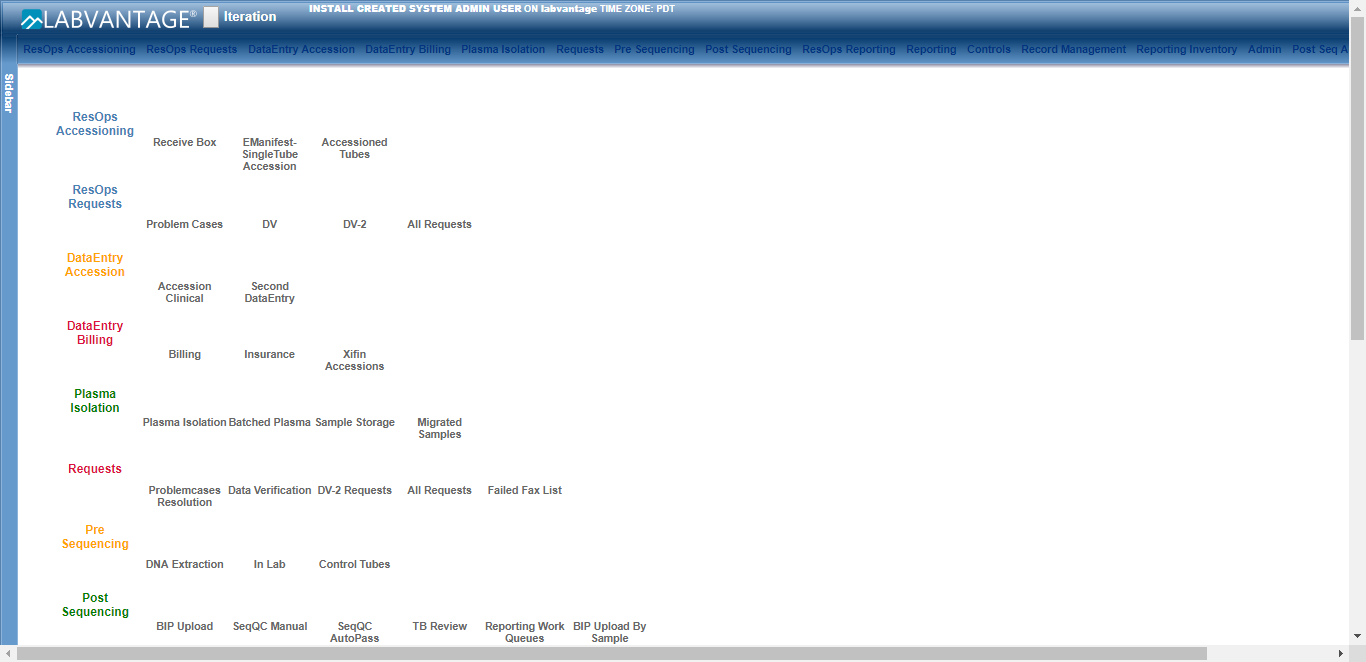 LABVANTAGE®
Iteration
INSTALL CREATED SYSTEM ADMIN USER ON labvantage TIME ZONE: PDT
ResOps Accessioning ResOps Requests DataEntry Accession DataEntry Billing Plasma Isolation Requests Pre Sequencing Post Sequencing ResOps Reporting Reporting Controls Record Management Reporting Inventory Admin Post Seq A
Sidebar
ResOps
Accessioning
Receive Box
EManifest-
SingleTube
Accession
Accessioned
Tubes
ResOps
Requests
Problem Cases
DV
DV-2
All Requests
DataEntry
Accession
Accession
Clinical
Second
DataEntry
DataEntry
Billing
Billing
Insurance
Xifin
Accessions
Plasma
Isolation
Plasma Isolation
Batched Plasma
Sample Storage
Migrated
Samples
Requests
Problemcases
Resolution
Data Verification
DV-2 Requests
All Requests
Failed Fax List
Pre
Sequencing
DNA Extraction
In Lab
Control Tubes
Post
Sequencing
BIP Upload
SeqQC Manual
SeqQC
AutoPass
TB Review
Reporting Work
Queues
BIP Upload By
Sample